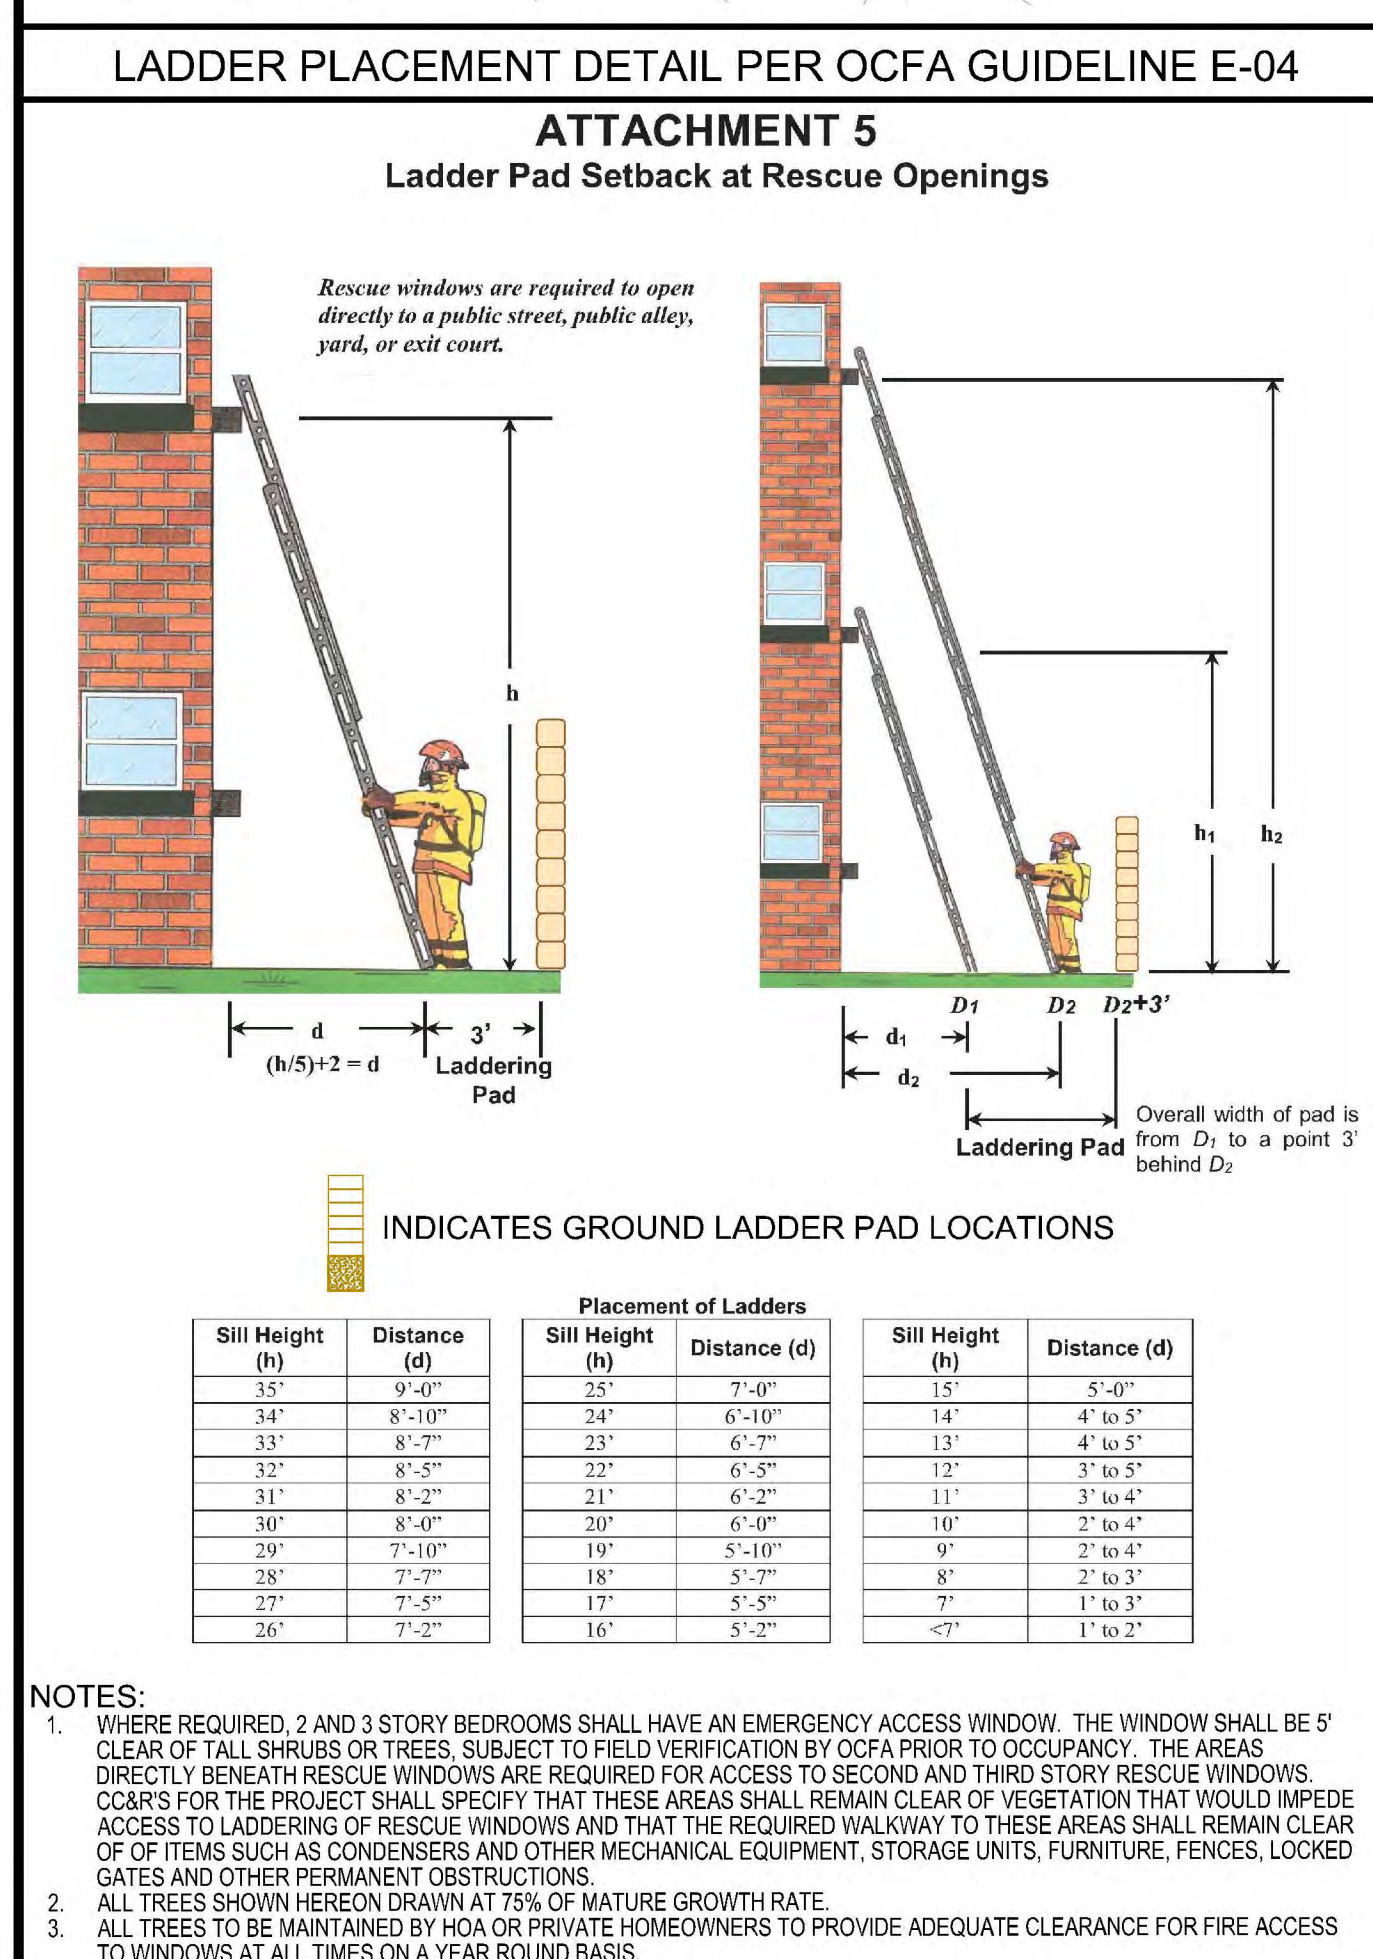 LADDER PLACEMENT DETAIL PER OCFA GUIDELINE E-04
ATTACHMENT 5
Ladder Pad Setback at Rescue Openings
Rescue windows are required to open
directly to a public street, public alley,
yard, or exit court.
h
d
3'
(h/5)+2 = d
Laddering
Pad
h1
h2
D1
D2
D2+3'
d1
d2
Laddering Pad
Overall width of pad is
from D1 to a point 3'
behind D2
INDICATES GROUND LADDER PAD LOCATIONS
Placement of Ladders
Sill Height (h) Distance (d)
35’ 9’-0”
34’ 8’-10”
33’ 8’-7”
32’ 8’-5”
31’ 8’-2”
30’ 8’-0”
29’ 7’-10”
28’ 7’-7”
27’ 7’-5”
26’ 7’-2”
Sill Height (h) Distance (d)
25’ 7’-0”
24’ 6’-10”
23’ 6’-7”
22’ 6’-5”
21’ 6’-2”
20’ 6’-0”
19’ 5’-10”
18’ 5’-7”
17’ 5’-5”
16’ 5’-2”
Sill Height (h) Distance (d)
15’ 5’-0”
14’ 4’ to 5’
13’ 4’ to 5’
12’ 3’ to 5’
11’ 3’ to 4’
10’ 2’ to 4’
9’ 2’ to 4’
8’ 2’ to 3’
7’ 1’ to 3’
<7’ 1’ to 2’
NOTES:
1. WHERE REQUIRED, 2 AND 3 STORY BEDROOMS SHALL HAVE AN EMERGENCY ACCESS WINDOW. THE WINDOW SHALL BE 5'
CLEAR OF TALL SHRUBS OR TREES, SUBJECT TO FIELD VERIFICATION BY OCFA PRIOR TO OCCUPANCY. THE AREAS
DIRECTLY BENEATH RESCUE WINDOWS ARE REQUIRED FOR ACCESS TO SECOND AND THIRD STORY RESCUE WINDOWS.
CC&R'S FOR THE PROJECT SHALL SPECIFY THAT THESE AREAS SHALL REMAIN CLEAR OF VEGETATION THAT WOULD IMPEDE
ACCESS TO LADDERING OF RESCUE WINDOWS AND THAT THE REQUIRED WALKWAY TO THESE AREAS SHALL REMAIN CLEAR
OF OF ITEMS SUCH AS CONDENSERS AND OTHER MECHANICAL EQUIPMENT, STORAGE UNITS, FURNITURE, FENCES, LOCKED
GATES AND OTHER PERMANENT OBSTRUCTIONS.
2. ALL TREES SHOWN HEREON DRAWN AT 75% OF MATURE GROWTH RATE.
3. ALL TREES TO BE MAINTAINED BY HOA OR PRIVATE HOMEOWNERS TO PROVIDE ADEQUATE CLEARANCE FOR FIRE ACCESS
TO WINDOWS AT ALL TIMES ON A YEAR ROUND BASIS.